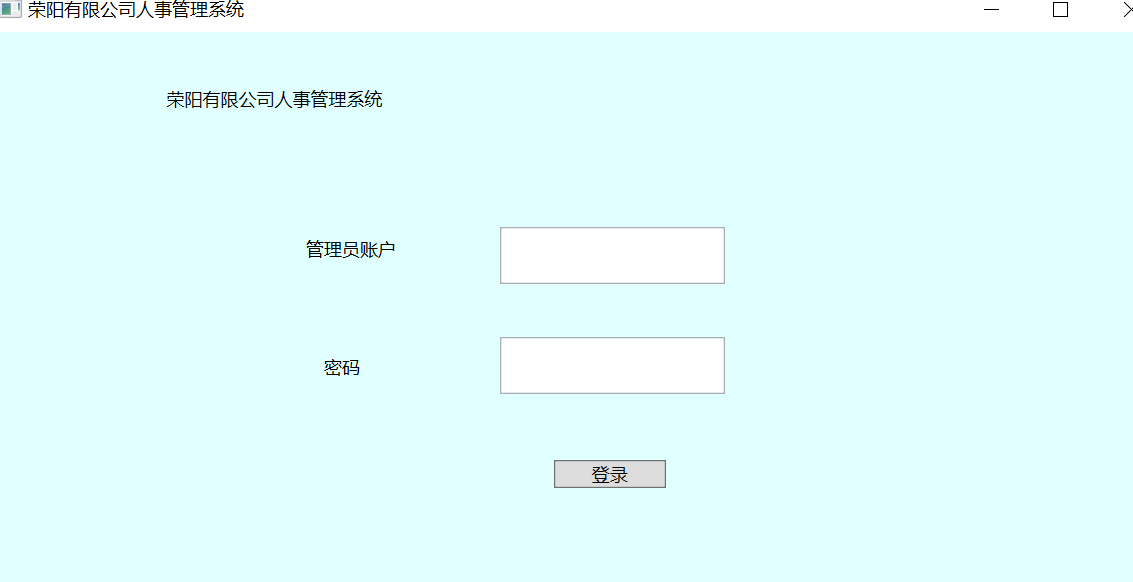 荣阳有限公司人事管理系统
荣阳有限公司人事管理系统
管理员账户
密码
登录